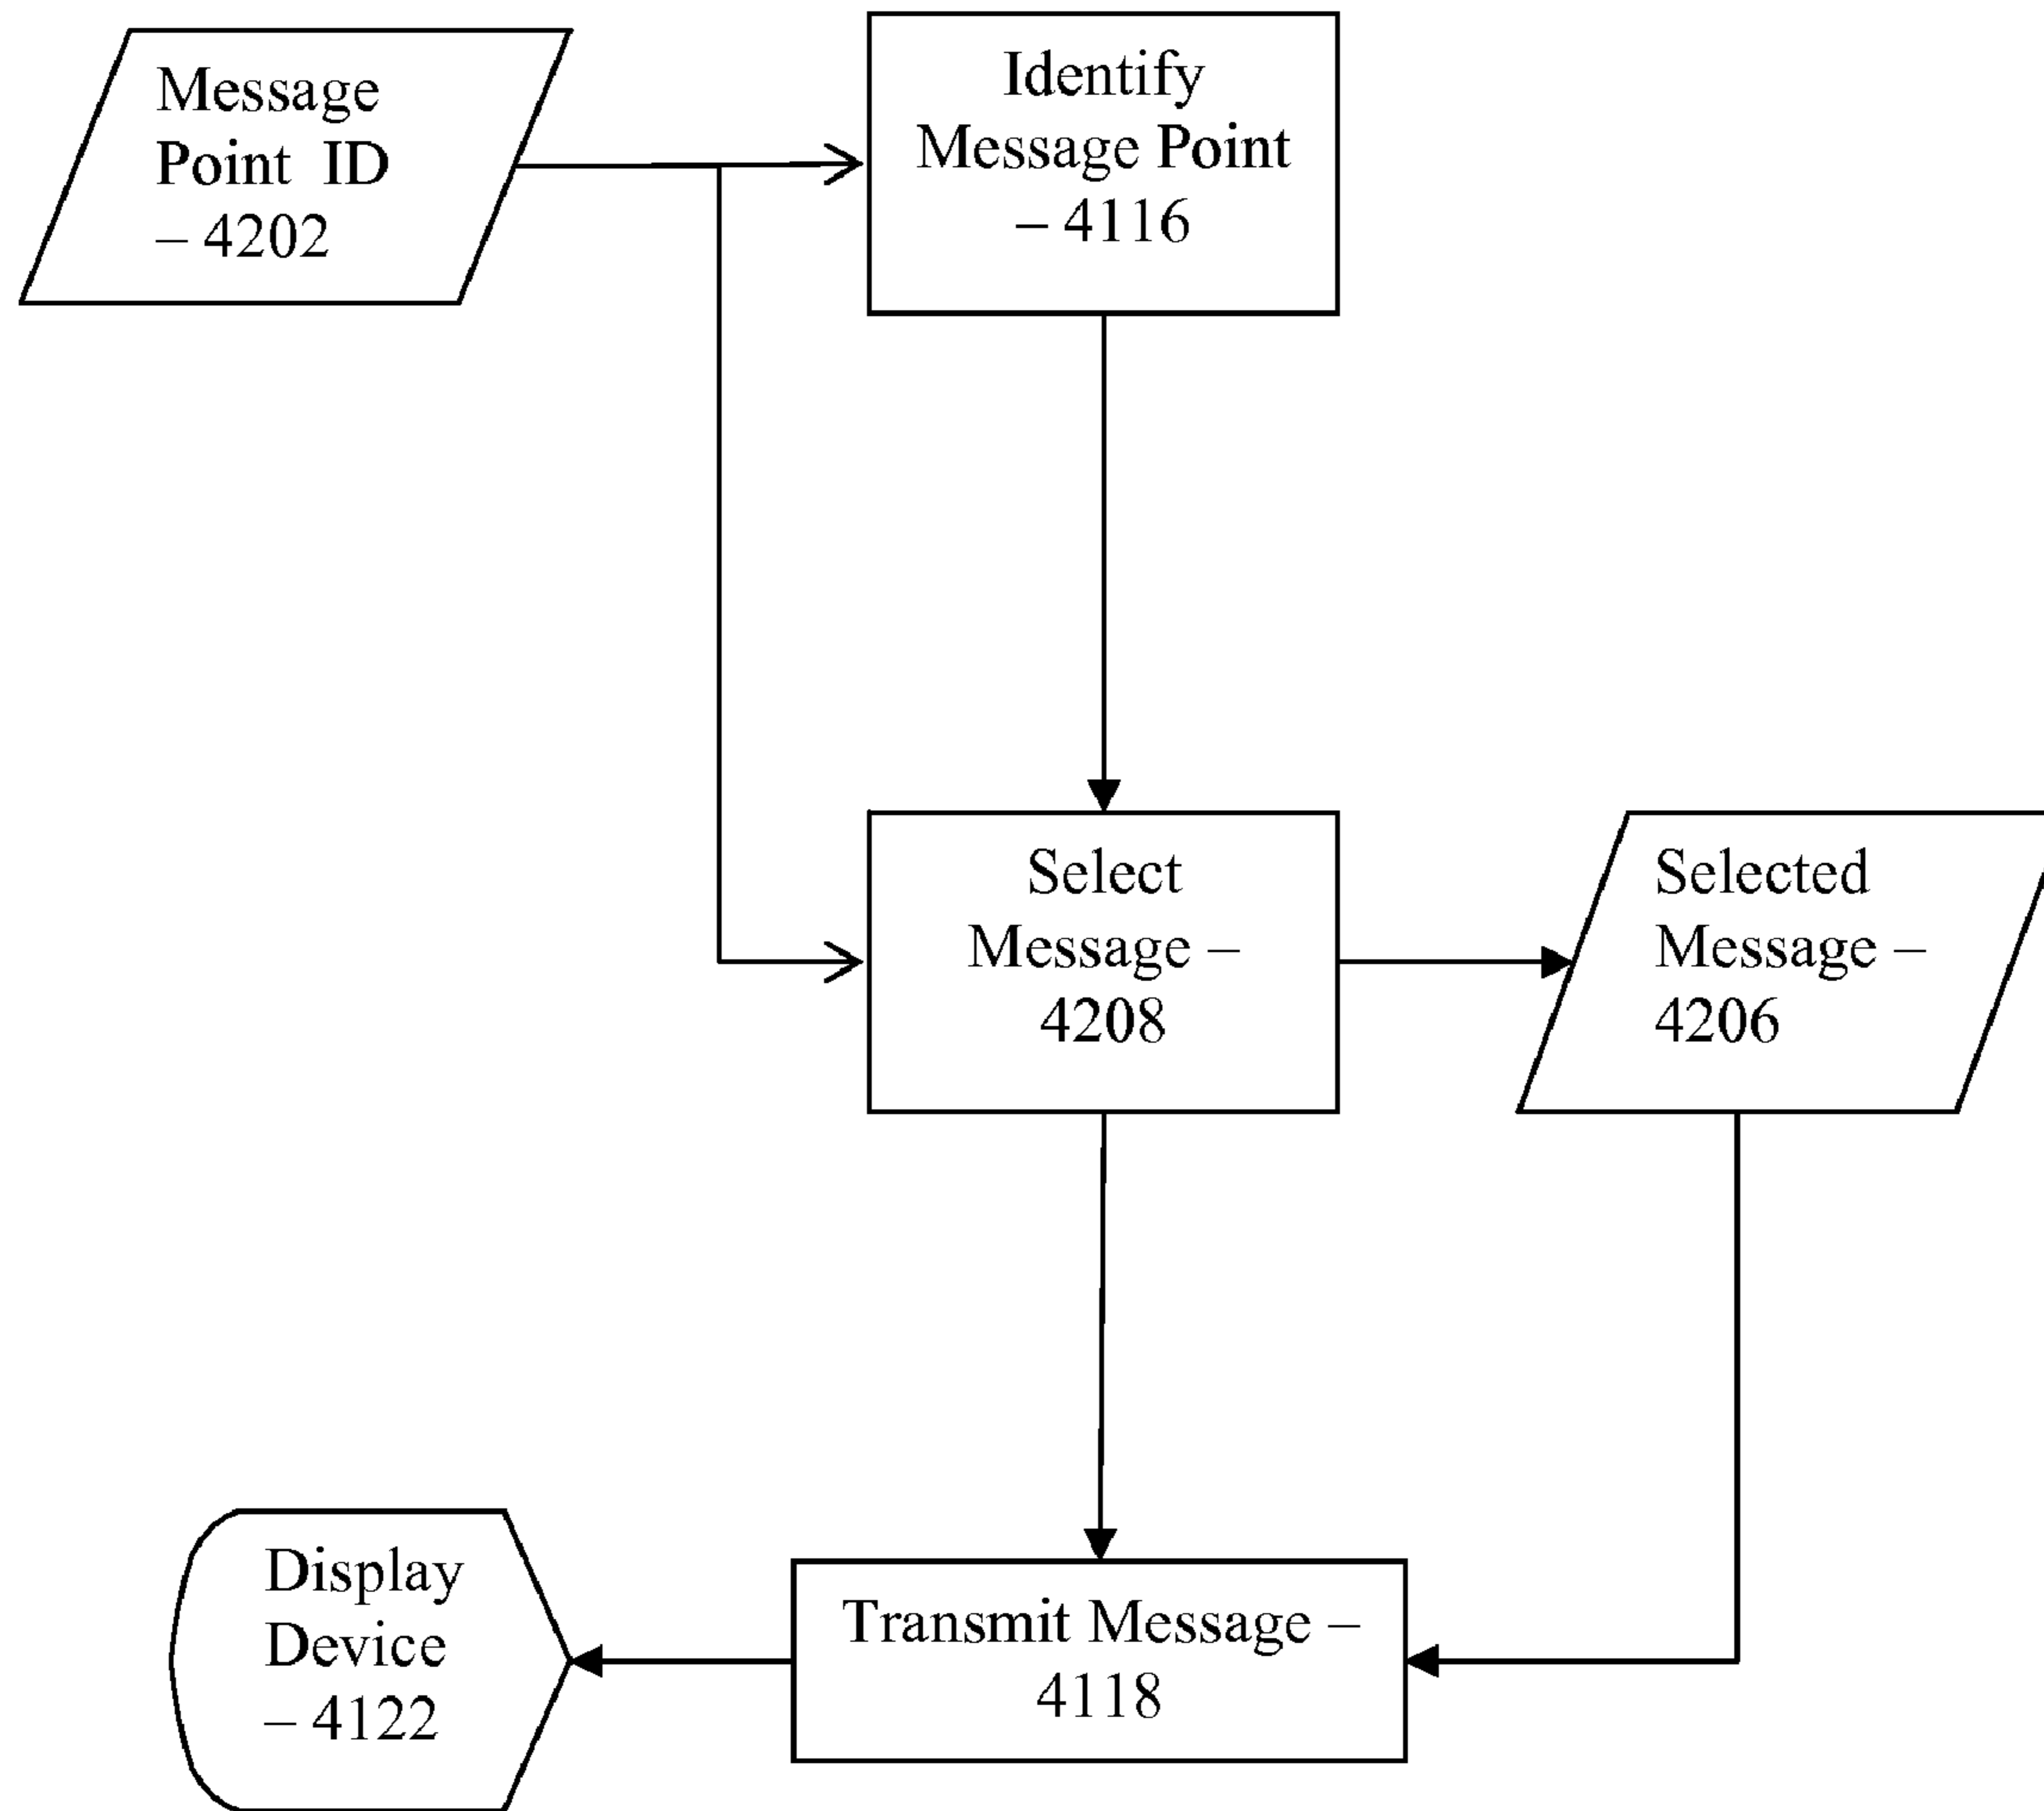 Message
Point ID
– 4202
Identify
Message Point
– 4116
Select
Message –
4208
Selected
Message –
4206
Display
Device
– 4122
Transmit Message –
4118